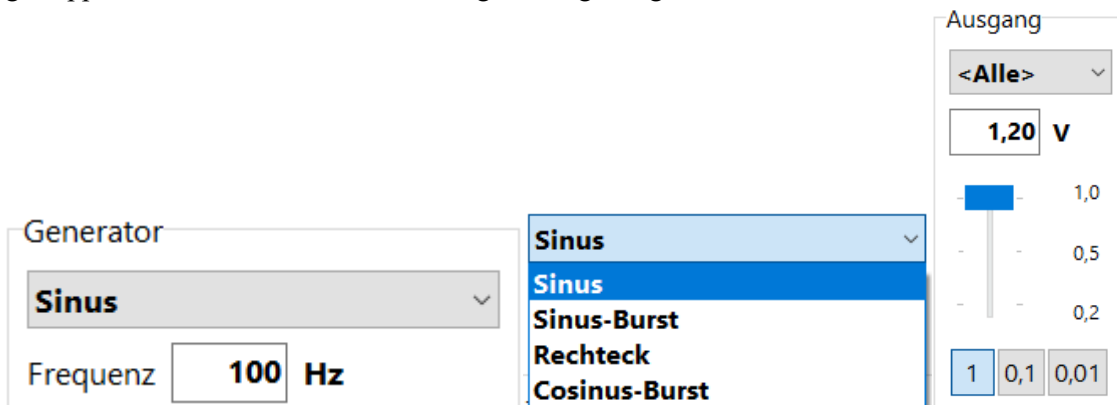 Ausgang
<Alle>
1,20 V
1,0
0,5
0,2
1 0,1 0,01
Generator
Sinus
Frequenz 100 Hz
Sinus
Sinus
Sinus-Burst
Rechteck
Cosinus-Burst